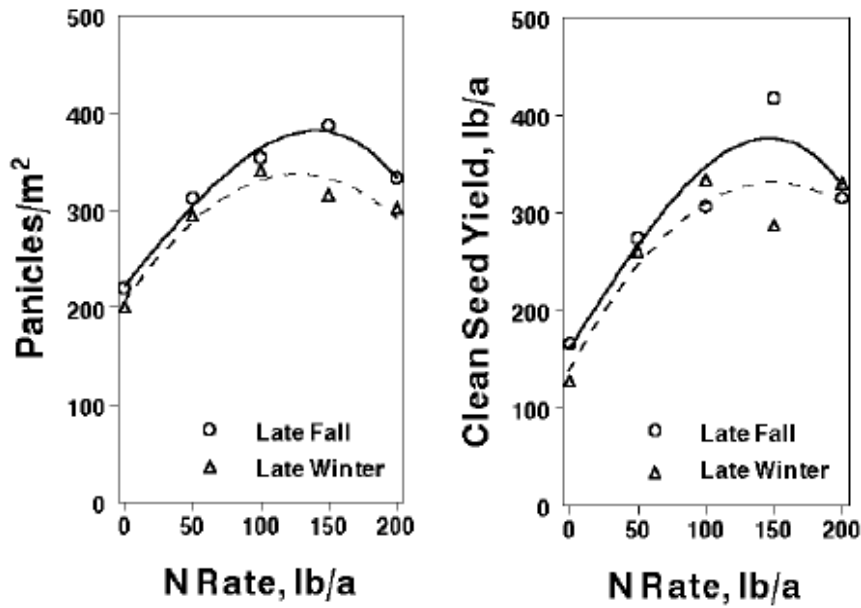 Panicles/m²
500
400
300
200
100
0
Late Fall
Late Winter
0 50 100 150 200
N Rate, lb/a
Clean Seed Yield, lb/a
500
400
300
200
100
0
Late Fall
Late Winter
0 50 100 150 200
N Rate, lb/a